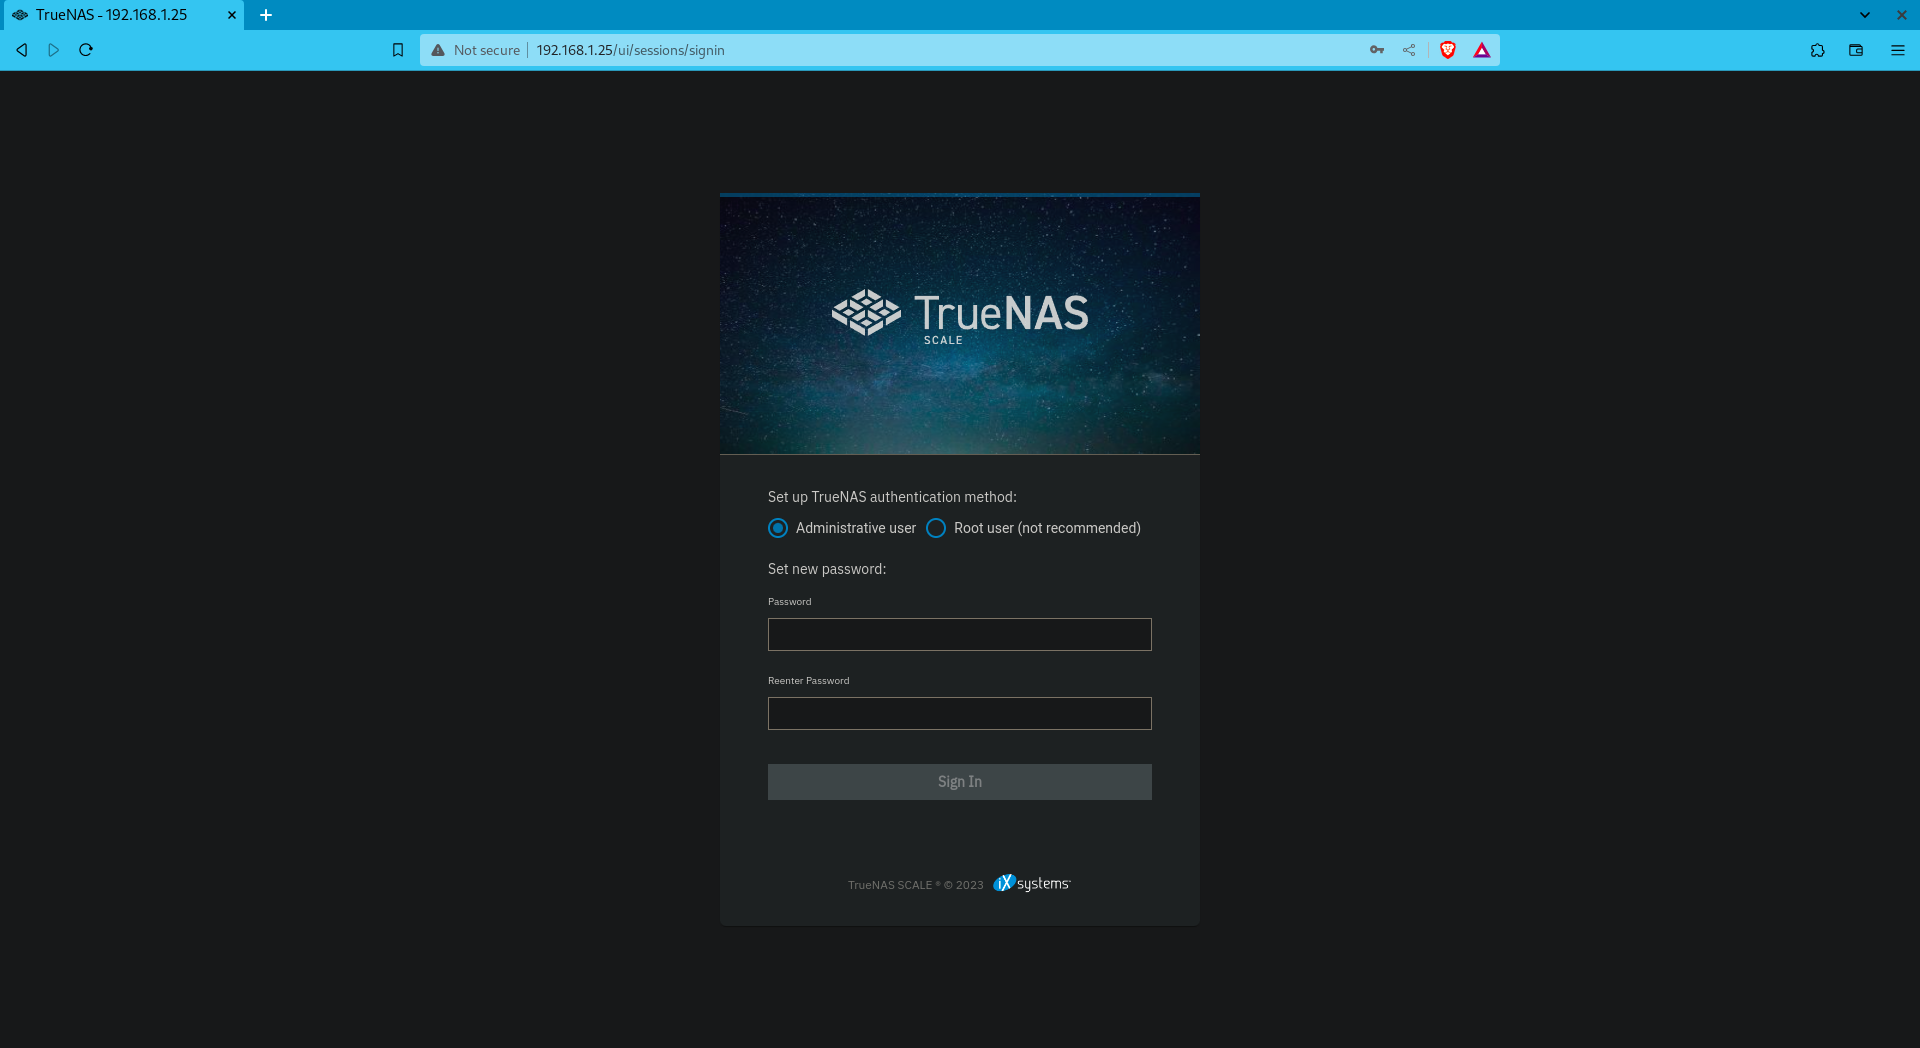 TrueNAS - 192.168.1.25
Not secure 192.168.1.25/ui/sessions/signin
TrueNAS
SCALE
Set up TrueNAS authentication method:
Administrative user Root user (not recommended)
Set new password:
Password
Reenter Password
Sign In
TrueNAS SCALE ® © 2023 iXsystems™